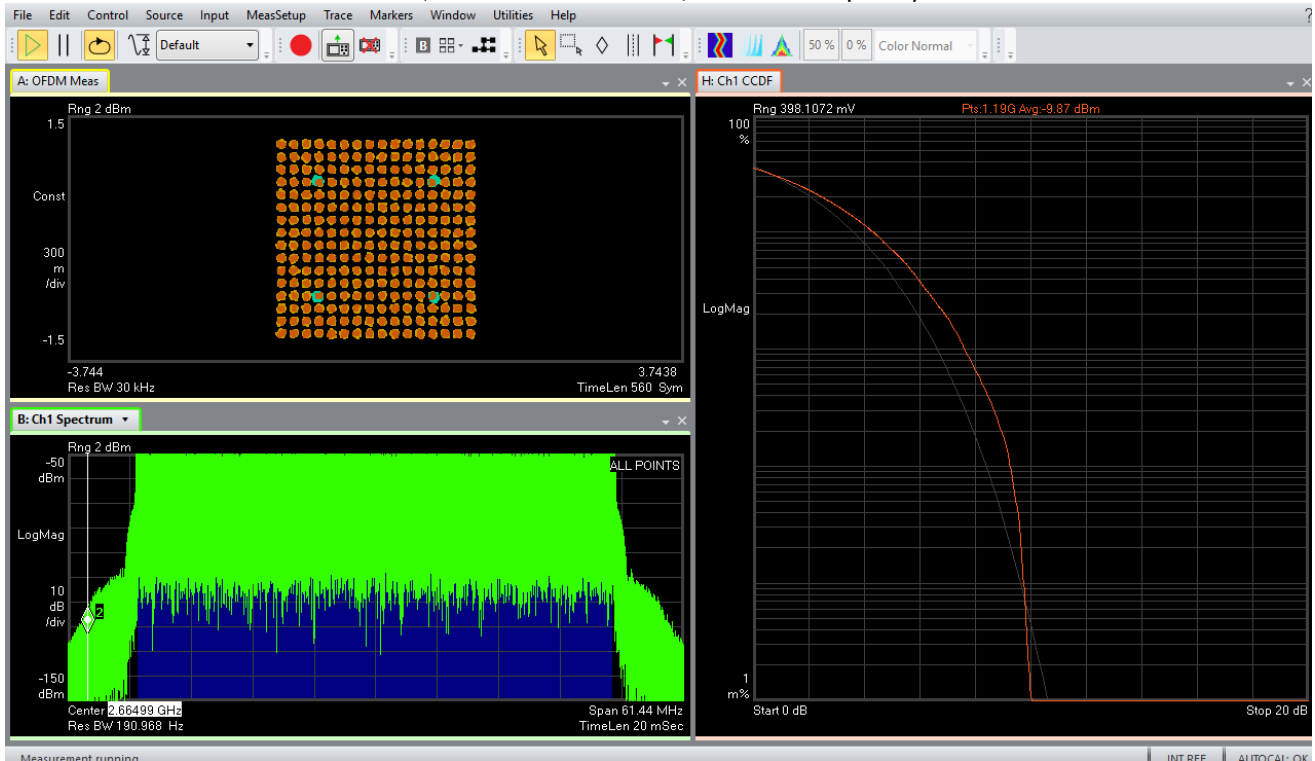 File Edit Control Source Input MeasSetup Trace Markers Window Utilities Help ?
Default B 50 % 0 % Color Normal
A: OFDM Meas
Rng 2 dBm
1.5
Const
300
m
/div
-1.5
-3.744 3.7438
Res BW 30 kHz TimeLen 560 Sym
B: Ch1 Spectrum
Rng 2 dBm
-50
dBm
ALL POINTS
LogMag
10
dB
/div
2
-150
dBm
Center 2.66499 GHz Span 61.44 MHz
Res BW 190.968 Hz TimeLen 20 mSec
H: Ch1 CCDF
Rng 398.1072 mV Pts:1.19G Avg:-9.87 dBm
100
%
LogMag
1
m%
Start 0 dB Stop 20 dB
Measurement running INT REF AUTOCAL: OK